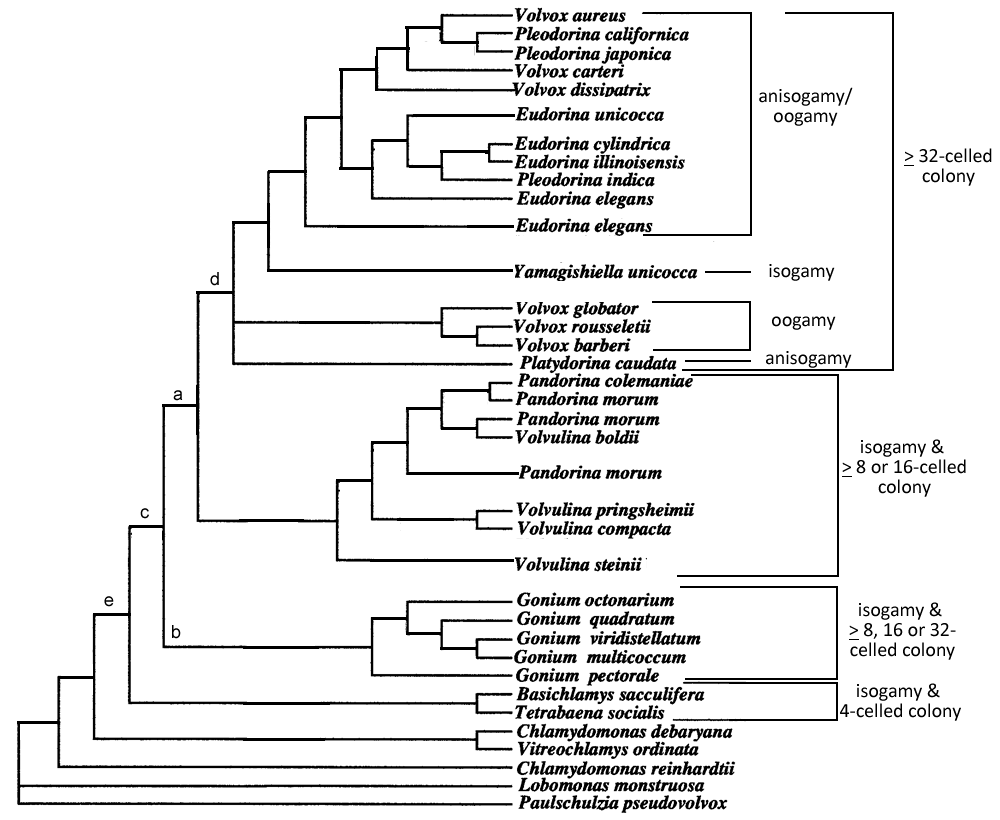 Volvox aureus
Pleodorina californica
Pleodorina japonica
Volvox carteri
Volvox dissipatrix
anisogamy/
oogamy
Eudorina unicocca
Eudorina cylindrica
Eudorina illinoisensis
Pleodorina indica
Eudorina elegans
Eudorina elegans
≥ 32-celled
colony
Yamagishiella unicocca
isogamy
d
Volvox globator
Volvox rousseletii
Volvox barberi
oogamy
Platydorina caudata
anisogamy
Pandorina colemaniae
Pandorina morum
a
Pandorina morum
Volvulina boldii
Pandorina morum
isogamy &
≥ 8 or 16-celled
colony
Volvulina pringsheimii
Volvulina compacta
c
Volvulina steinii
e
Gonium octonarium
Gonium quadratum
Gonium viridistellatum
Gonium multicoccum
Gonium pectorale
b
isogamy &
≥ 8, 16 or 32-
celled colony
Basichlamys sacculifera
Tetrabaena socialis
isogamy &
4-celled colony
Chlamydomonas debaryana
Vitreochlamys ordinata
Chlamydomonas reinhardtii
Lobomonas monstruosa
Paulschulzia pseudovolvox